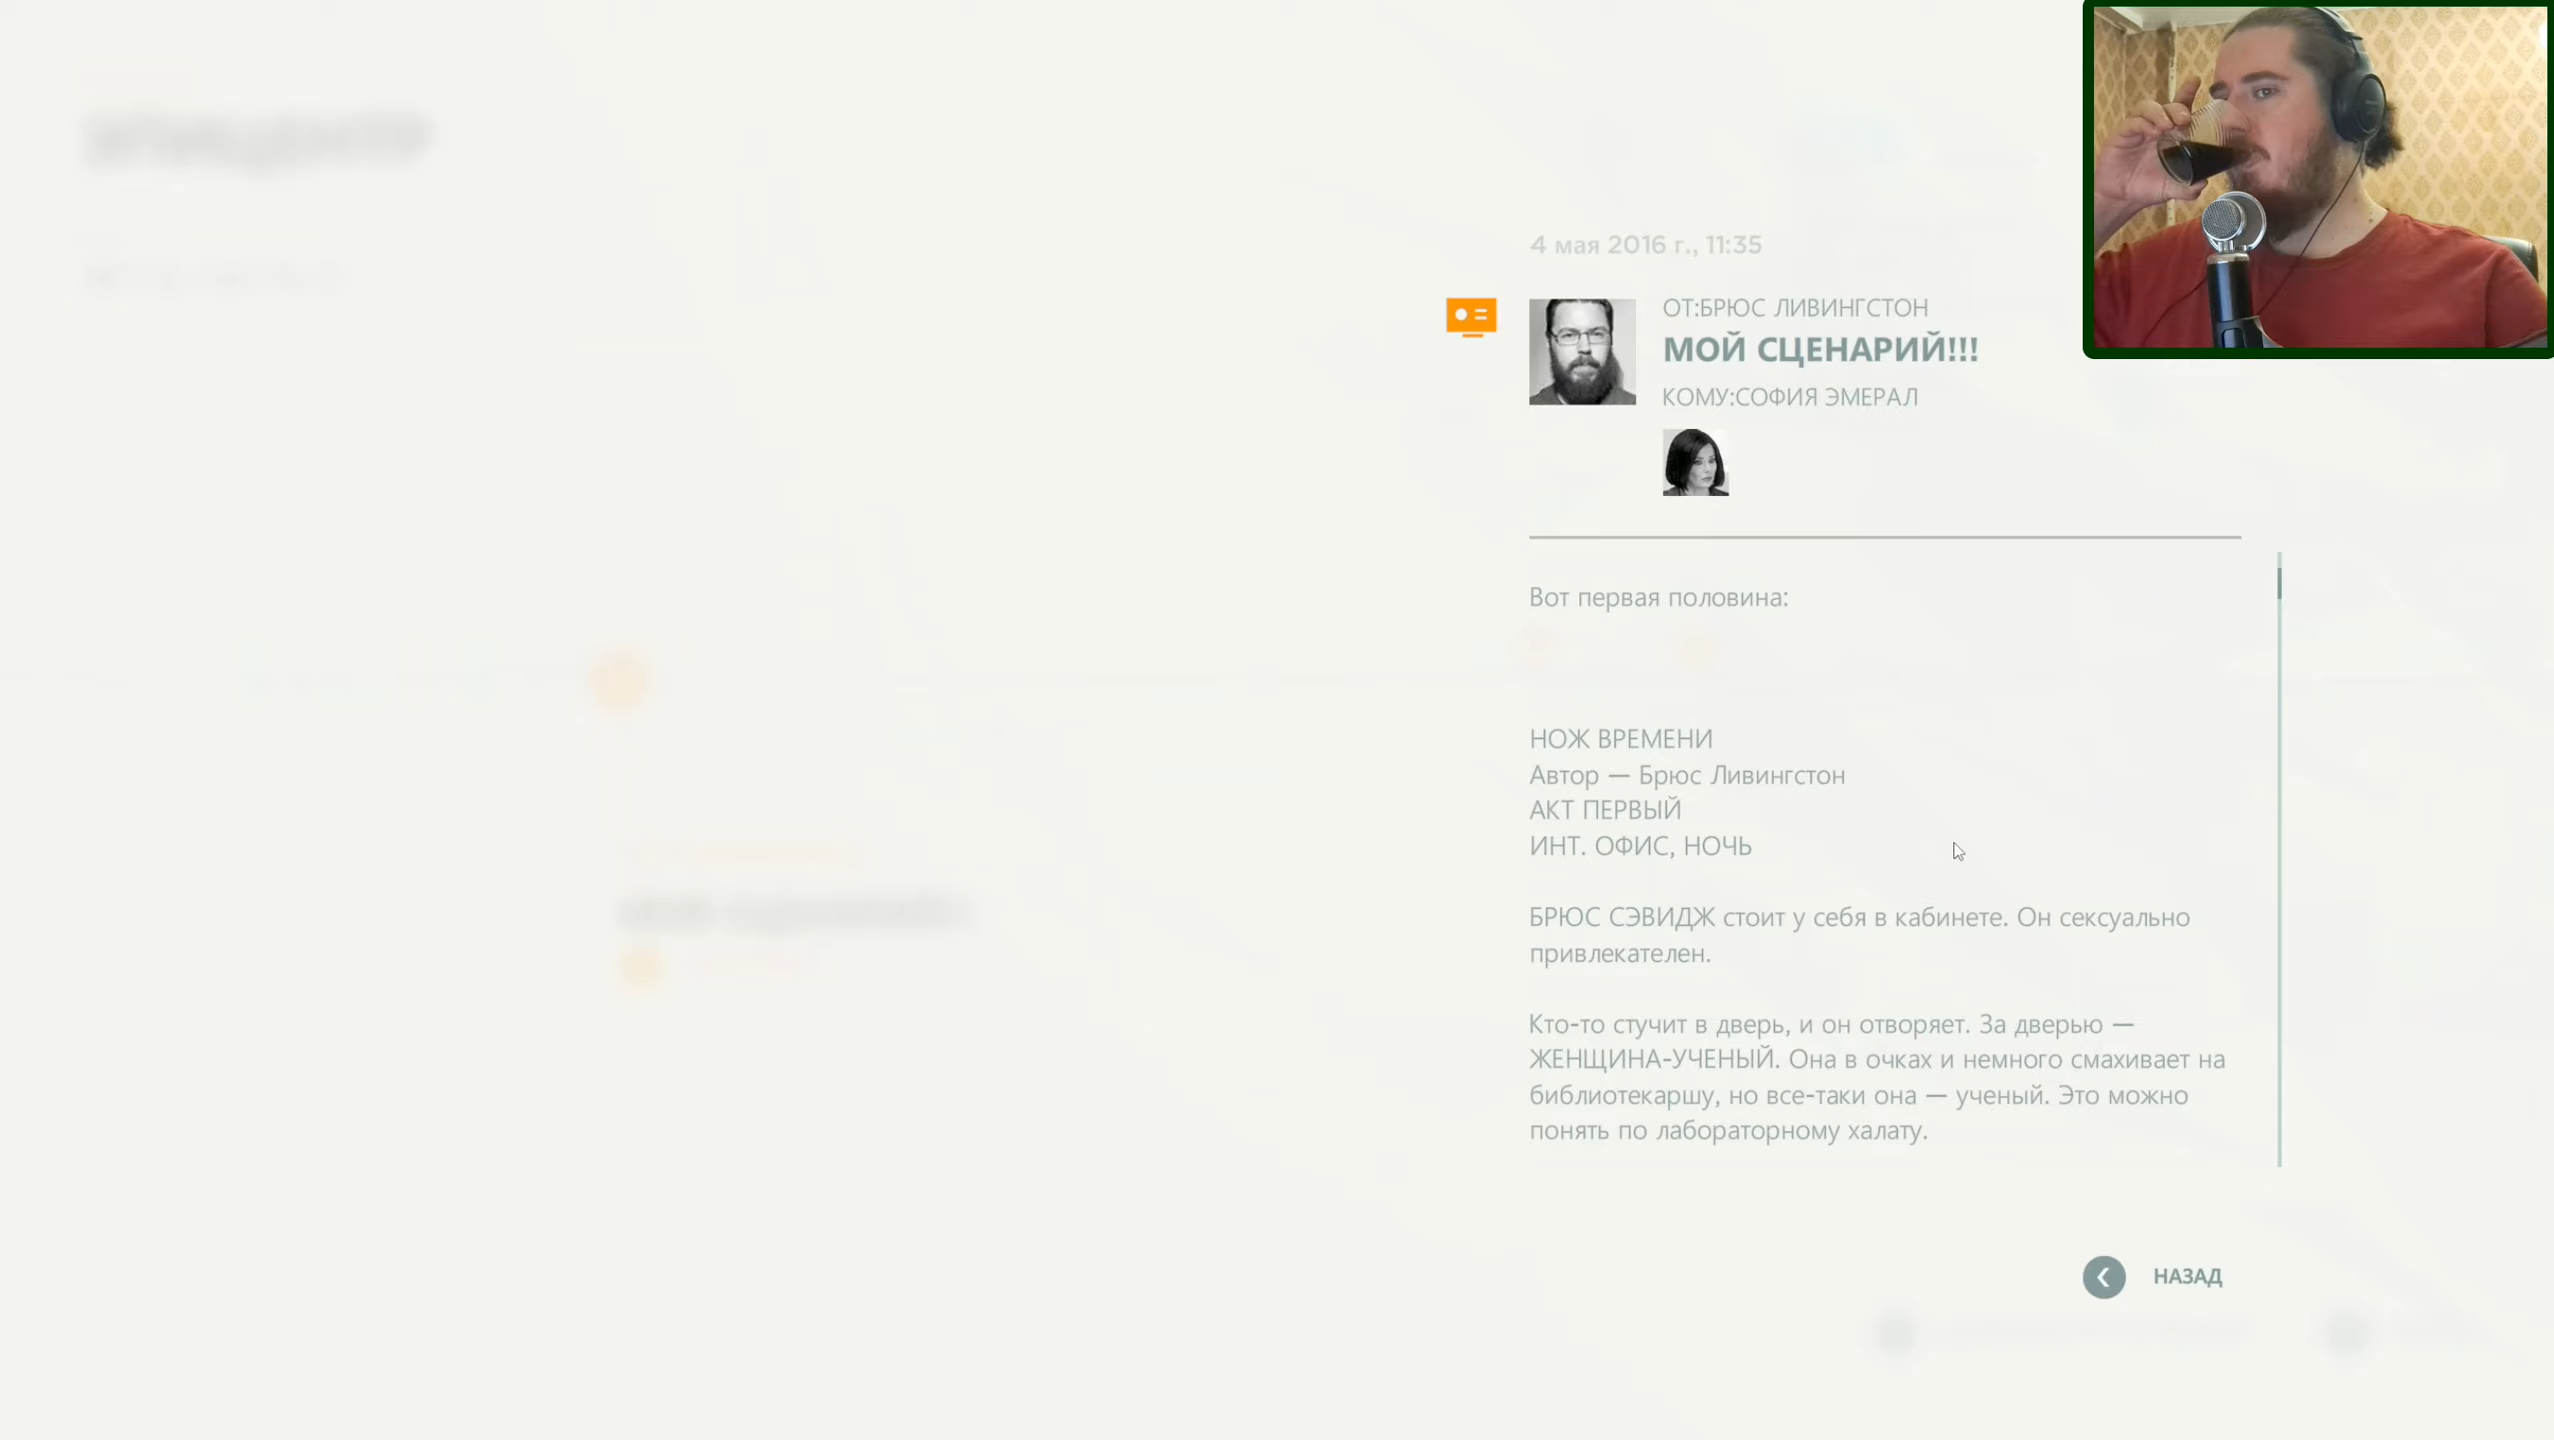 4 мая 2016 г., 11:35
ОТ:БРЮС ЛИВИНГСТОН
МОЙ СЦЕНАРИЙ!!!
КОМУ:СОФИЯ ЭМЕРАЛ
Вот первая половина:
НОЖ ВРЕМЕНИ
Автор — Брюс Ливингстон
АКТ ПЕРВЫЙ
ИНТ. ОФИС, НОЧЬ
БРЮС СЭВИДЖ стоит у себя в кабинете. Он сексуально
привлекателен.
Кто-то стучит в дверь, и он отворяет. За дверью —
ЖЕНЩИНА-УЧЕНЫЙ. Она в очках и немного смахивает на
библиотекаршу, но все-таки она — ученый. Это можно
понять по лабораторному халату.
НАЗАД